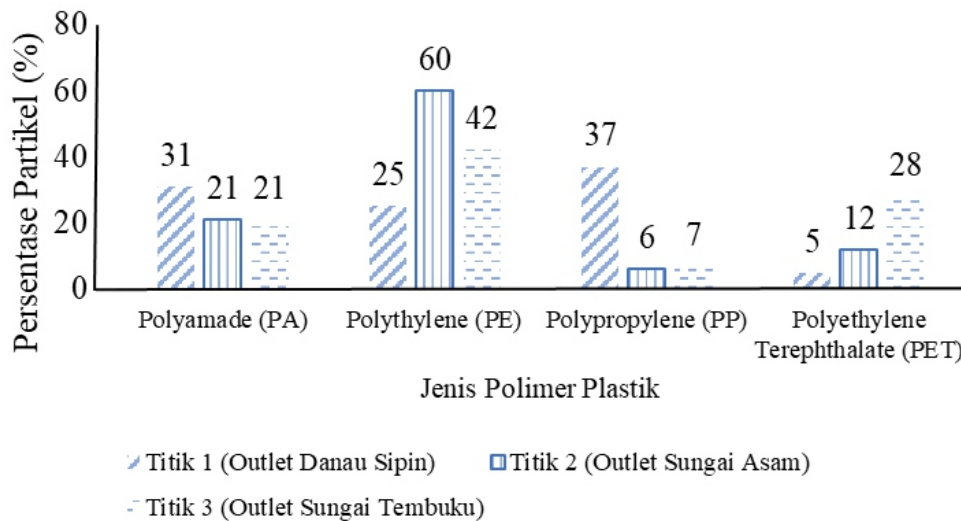 Persentase Partikel (%)
80
60
40
20
0
31
21
21
25
60
42
37
6
7
5
12
28
Polyamade (PA)
Polythylene (PE)
Polypropylene (PP)
Polyethylene
Terephthalate (PET)
Jenis Polimer Plastik
Titik 1 (Outlet Danau Sipin)
Titik 2 (Outlet Sungai Asam)
Titik 3 (Outlet Sungai Tembuku)